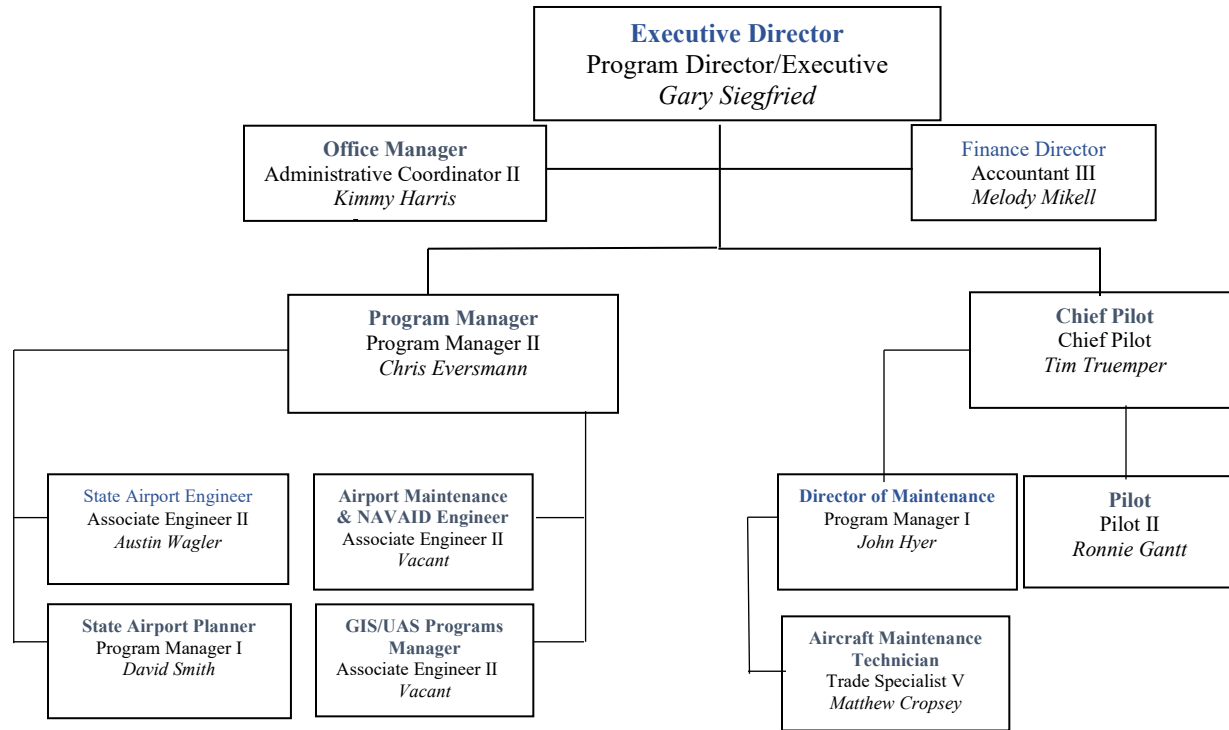 Executive Director
Program Director/Executive
Gary Siegfried
Office Manager
Administrative Coordinator II
Kimmy Harris
Finance Director
Accountant III
Melody Mikell
Program Manager
Program Manager II
Chris Eversmann
Chief Pilot
Chief Pilot
Tim Truemper
State Airport Engineer
Associate Engineer II
Austin Wagler
Airport Maintenance
& NAVAID Engineer
Associate Engineer II
Vacant
Director of Maintenance
Program Manager I
John Hyer
Pilot
Pilot II
Ronnie Gantt
State Airport Planner
Program Manager I
David Smith
GIS/UAS Programs
Manager
Associate Engineer II
Vacant
Aircraft Maintenance
Technician
Trade Specialist V
Matthew Cropsey